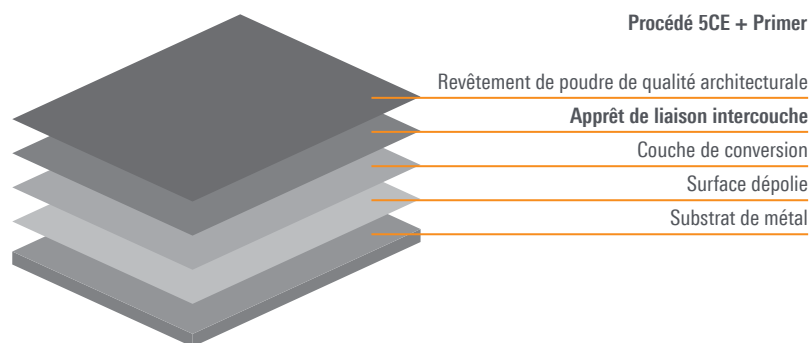 Procédé 5CE + Primer
Revêtement de poudre de qualité architecturale
Apprêt de liaison intercouche
Couche de conversion
Surface dépolie
Substrat de métal